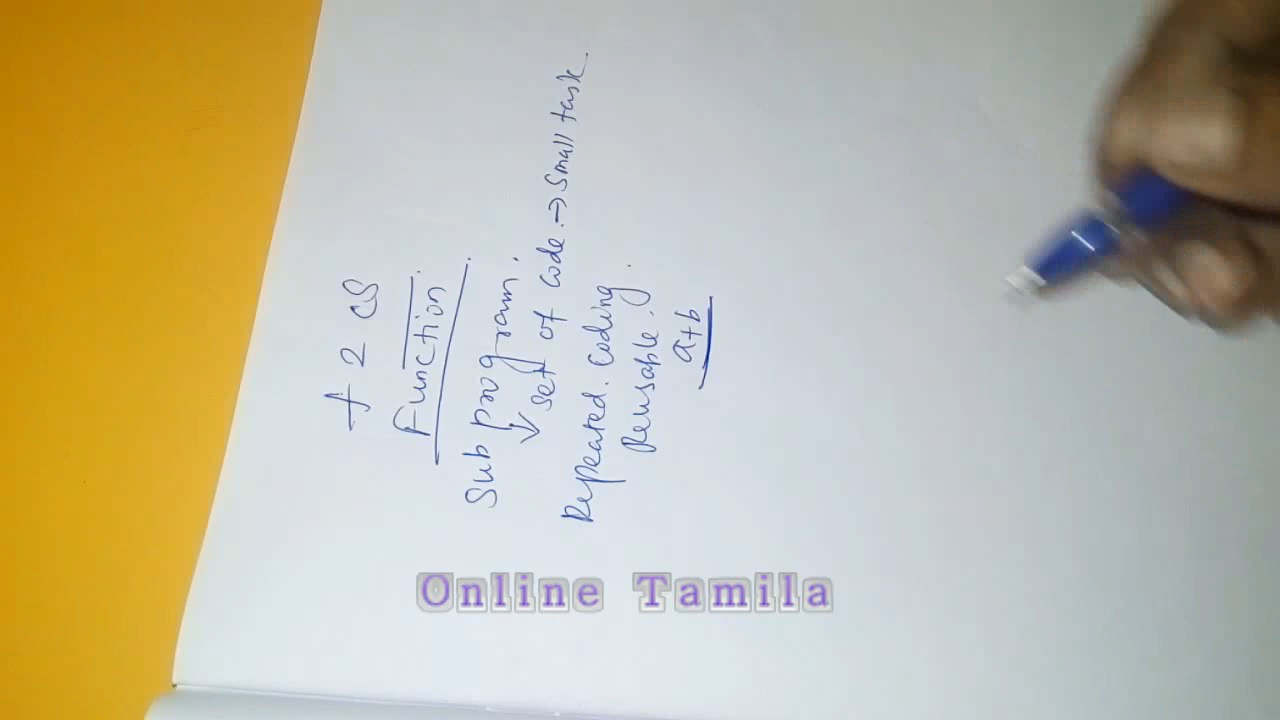 + 2 CS
Function.
Sub program.
set of code. → Small task.
Repeated. Coding
Reusable.
a+b
Online Tamila